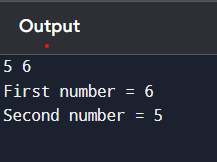 Output
5 6
First number = 6
Second number = 5